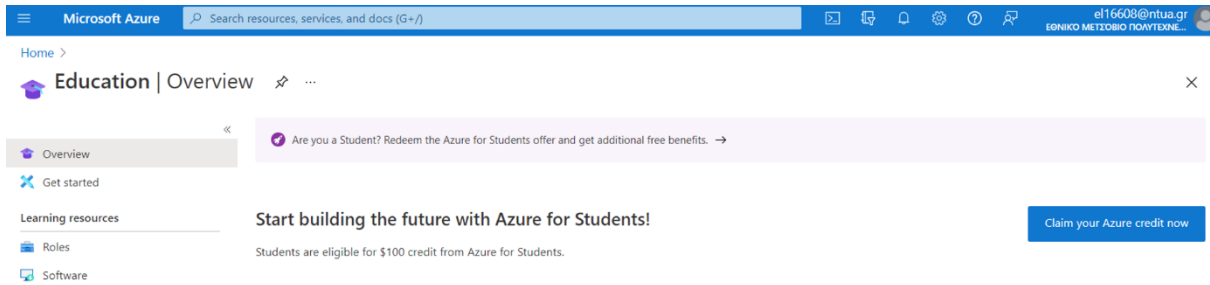 Microsoft Azure
Search resources, services, and docs (G+/)
el16608@ntua.gr
ΕΘΝΙΚΟ ΜΕΤΣΟΒΙΟ ΠΟΛΥΤΕΧΝΕ...
Home >
Education | Overview ...
Are you a Student? Redeem the Azure for Students offer and get additional free benefits. →
Overview
Get started
Learning resources
Start building the future with Azure for Students!
Claim your Azure credit now
Roles
Students are eligible for $100 credit from Azure for Students.
Software